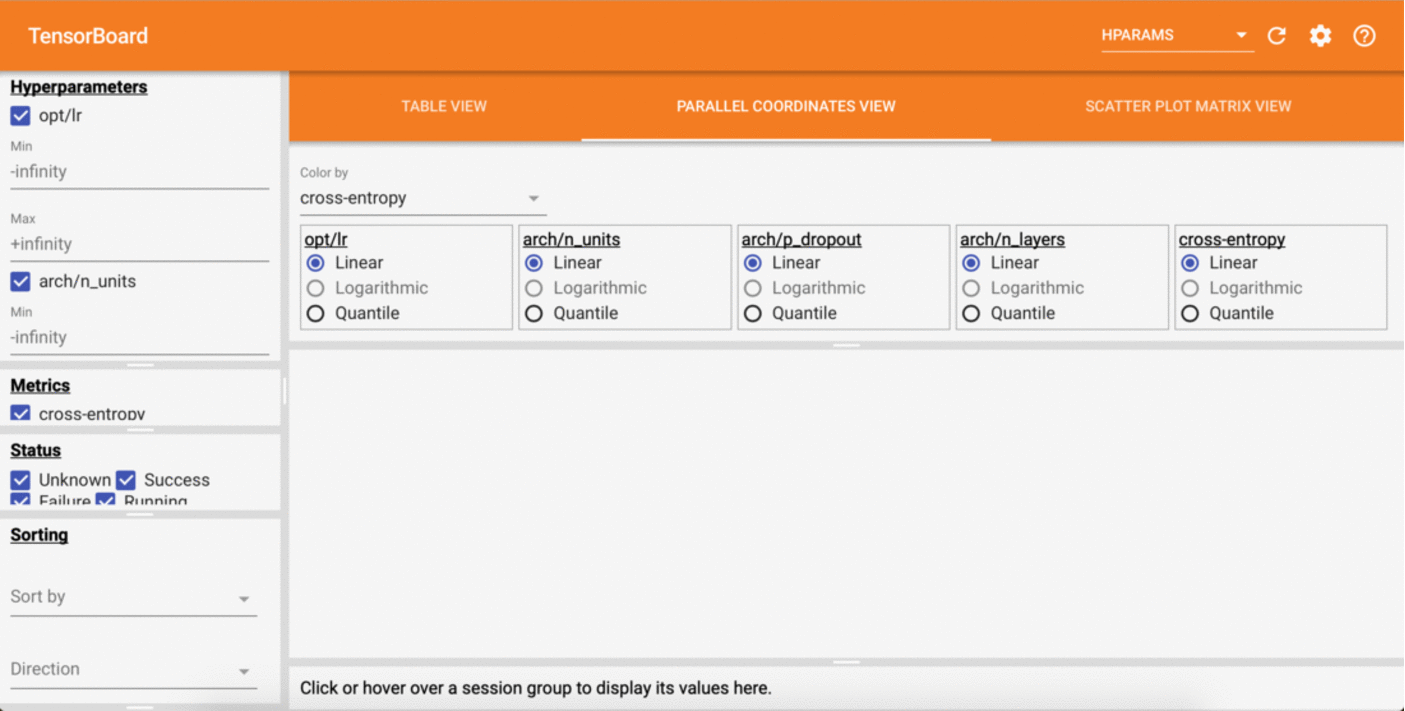 TensorBoard
HPARAMS
Hyperparameters
opt/lr
Min
-infinity
Max
+infinity
arch/n_units
Min
-infinity
Metrics
cross-entropy
Status
Unknown Success
Failure Running
Sorting
Sort by
Direction
TABLE VIEW PARALLEL COORDINATES VIEW SCATTER PLOT MATRIX VIEW
Color by
cross-entropy
opt/lr
Linear
Logarithmic
Quantile
arch/n_units
Linear
Logarithmic
Quantile
arch/p_dropout
Linear
Logarithmic
Quantile
arch/n_layers
Linear
Logarithmic
Quantile
cross-entropy
Linear
Logarithmic
Quantile
Click or hover over a session group to display its values here.